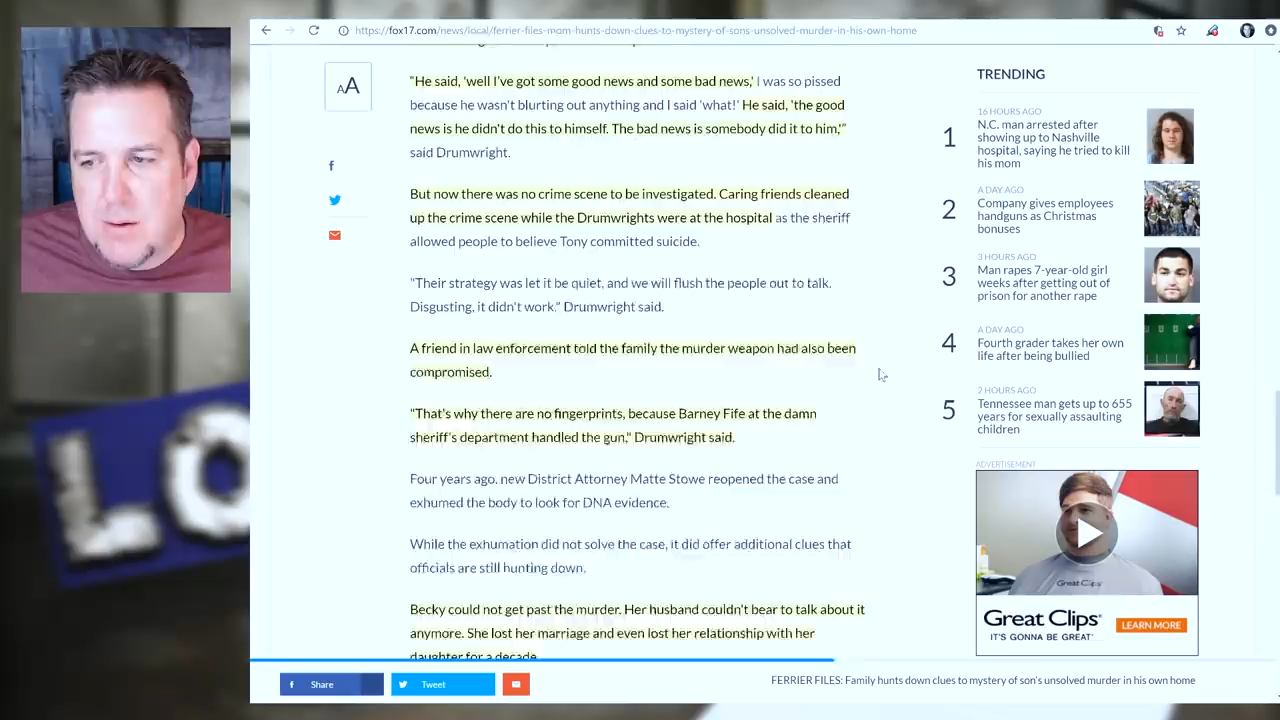 https://fox17.com/news/local/ferrier-files-mom-hunts-down-clues-to-mystery-of-sons-unsolved-murder-in-his-own-home
AA
"He said, 'well I've got some good news and some bad news,' I was so pissed
because he wasn't blurting out anything and I said 'what!' He said, 'the good
news is he didn't do this to himself. The bad news is somebody did it to him,'"
said Drumwright.
But now there was no crime scene to be investigated. Caring friends cleaned
up the crime scene while the Drumwrights were at the hospital as the sheriff
allowed people to believe Tony committed suicide.
"Their strategy was let it be quiet, and we will flush the people out to talk.
Disgusting, it didn't work." Drumwright said.
A friend in law enforcement told the family the murder weapon had also been
compromised.
"That's why there are no fingerprints, because Barney Fife at the damn
sheriff's department handled the gun," Drumwright said.
Four years ago, new District Attorney Matte Stowe reopened the case and
exhumed the body to look for DNA evidence.
While the exhumation did not solve the case, it did offer additional clues that
officials are still hunting down.
Becky could not get past the murder. Her husband couldn't bear to talk about it
anymore. She lost her marriage and even lost her relationship with her
daughter for a decade.
TRENDING
1
16 HOURS AGO
N.C. man arrested after
showing up to Nashville
hospital, saying he tried to kill
his mom
2
A DAY AGO
Company gives employees
handguns as Christmas
bonuses
3
3 HOURS AGO
Man rapes 7-year-old girl
weeks after getting out of
prison for another rape
4
A DAY AGO
Fourth grader takes her own
life after being bullied
5
2 HOURS AGO
Tennessee man gets up to 655
years for sexually assaulting
children
ADVERTISEMENT
Great Clips
Great Clips®
IT'S GONNA BE GREAT®
LEARN MORE
Share
Tweet
FERRIER FILES: Family hunts down clues to mystery of son's unsolved murder in his own home
LO